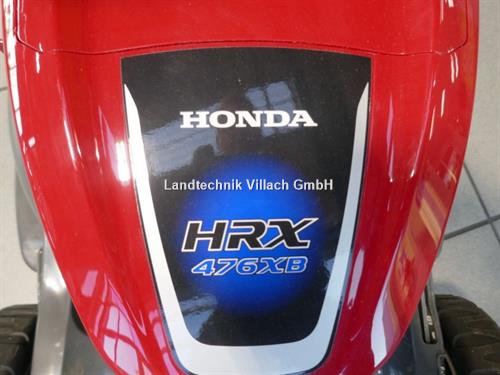 HONDA
Landtechnik Villach GmbH
HRX
476XB